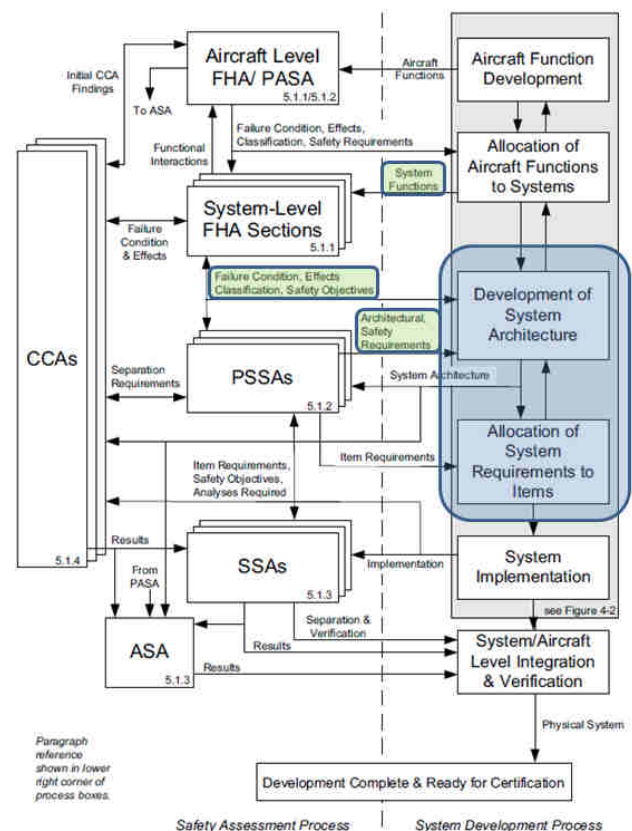 Aircraft Level
FHA/ PASA
5.1.1/5.1.2
Aircraft
Functions
Aircraft Function
Development
Initial CCA
Findings
To ASA
Functional
Interactions
Failure Condition, Effects,
Classification, Safety Requirements
Allocation of
Aircraft Functions
to Systems
System
Functions
System-Level
FHA Sections
5.1.1
Failure
Condition
& Effects
Failure Condition, Effects
Classification, Safety Objectives
Development of
System
Architecture
Architectural,
Safety
Requirements
CCAs
5.1.4
Separation
Requirements
PSSAs
5.1.2
System Architecture
Item Requirements
Allocation of
System
Requirements to
Items
Item Requirements,
Safety Objectives,
Analyses Required
Results
From
PASA
SSAs
5.1.3
Implementation
System
Implementation
see Figure 4-2
Separation &
Verification
Results
ASA
5.1.3
Results
System/Aircraft
Level Integration
& Verification
Physical System
Paragraph
reference
shown in lower
right corner of
process boxes.
Development Complete & Ready for Certification
Safety Assessment Process
System Development Process